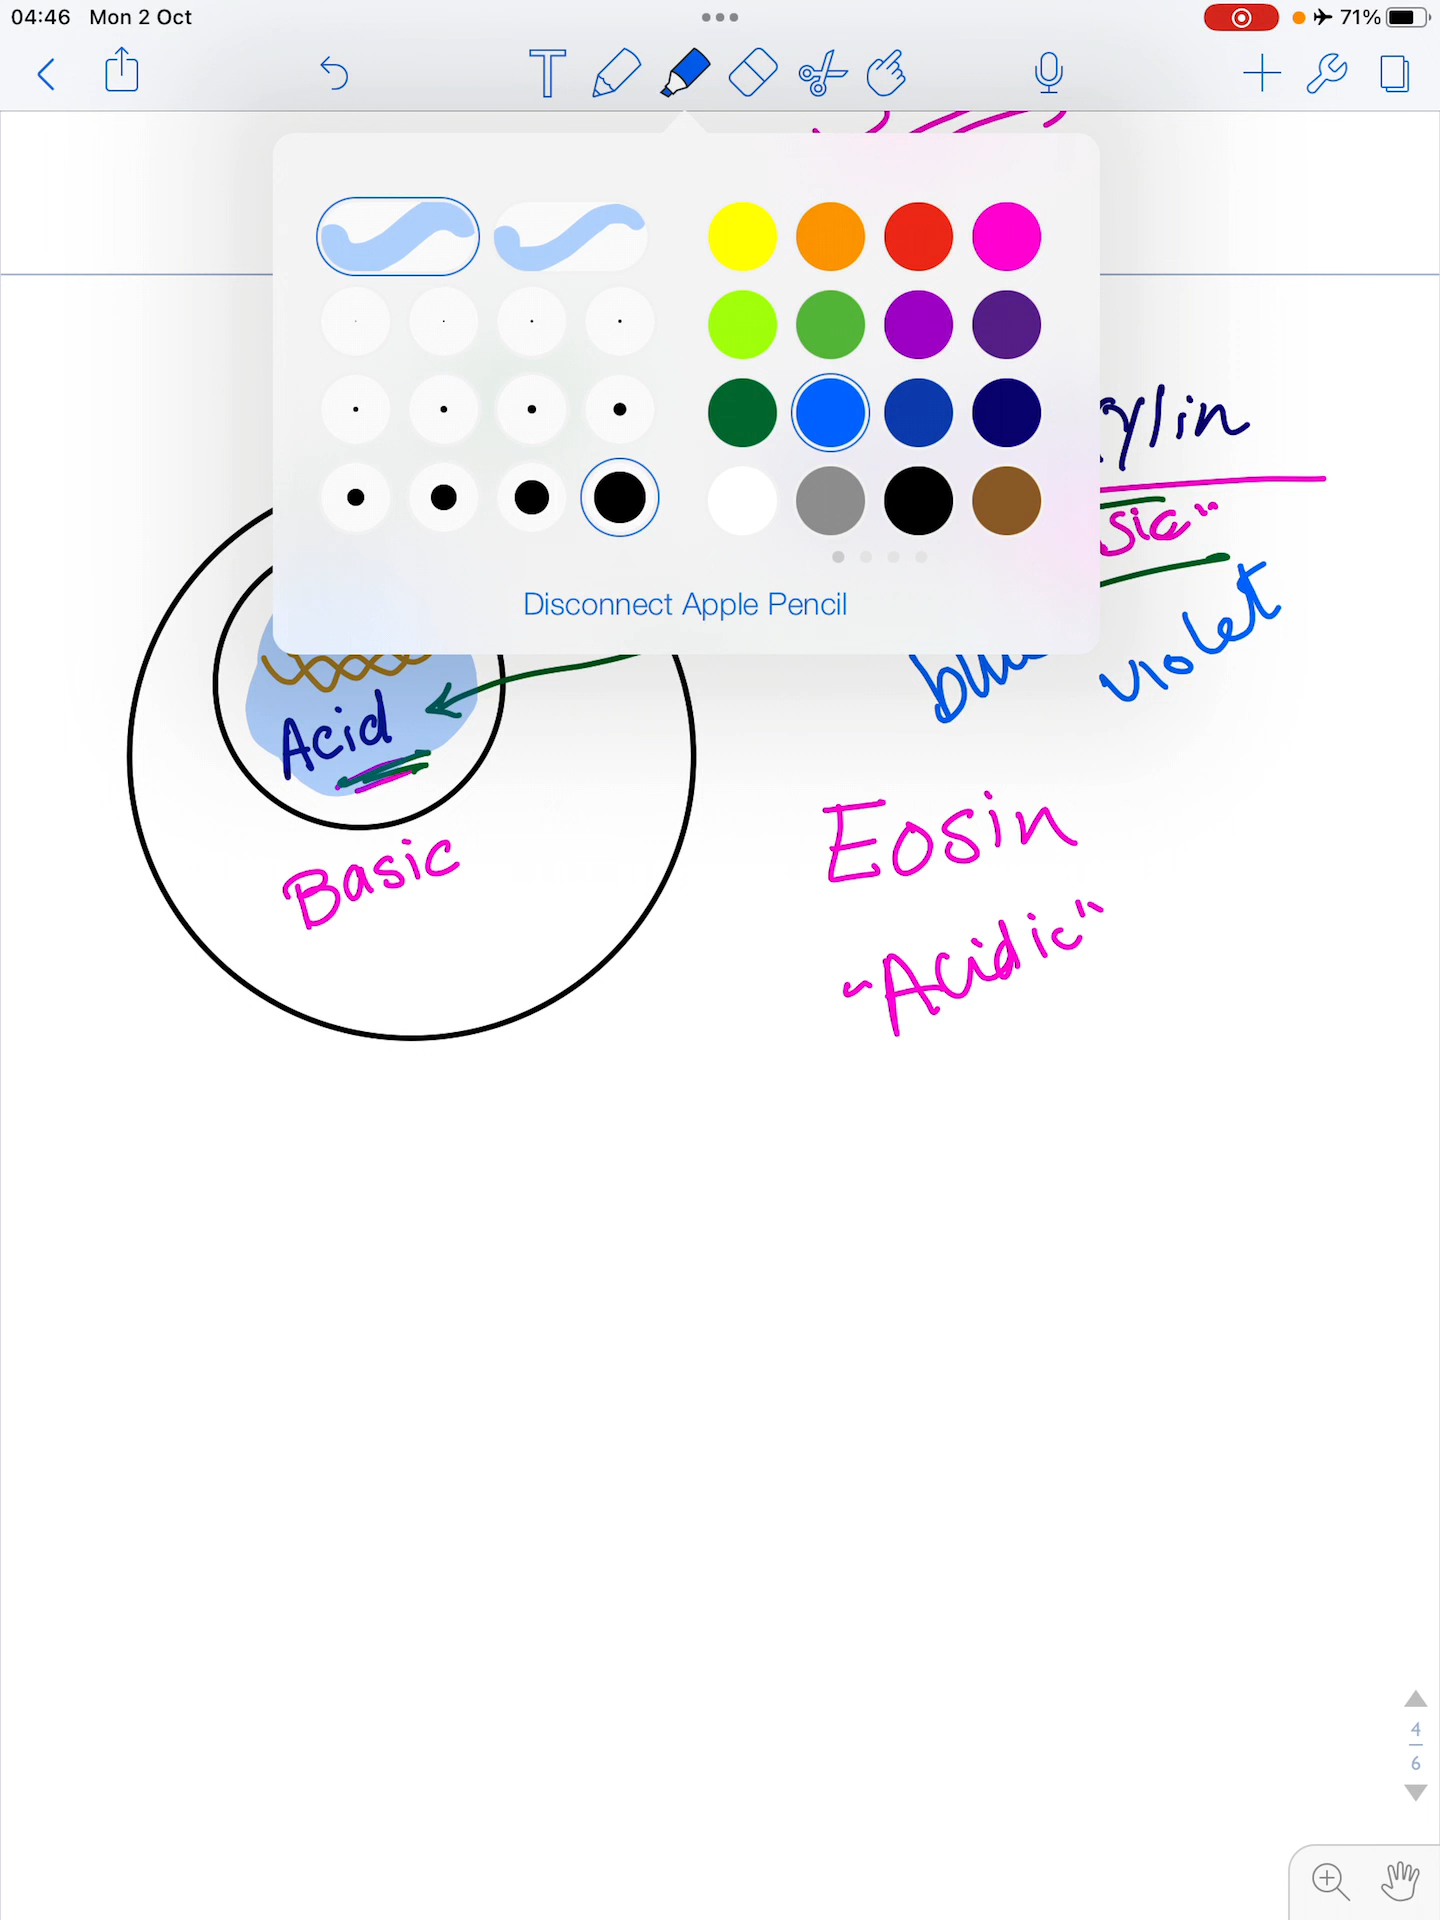 04:46 Mon 2 Oct
71%
T
ylin
sic"
Disconnect Apple Pencil
violet
Acid
Eosin
Basic
"Acidic"
4
6